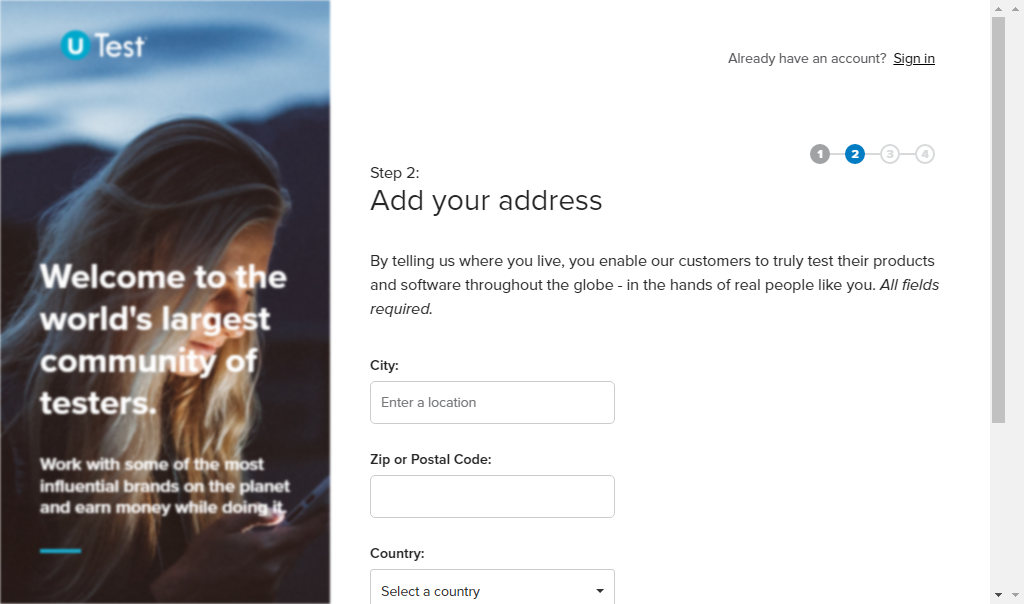 U Test
Already have an account? Sign in
1 2 3 4
Step 2:
Add your address
By telling us where you live, you enable our customers to truly test their products
and software throughout the globe - in the hands of real people like you. All fields
required.
City:
Enter a location
Zip or Postal Code:
Country:
Select a country
Welcome to the
world's largest
community of
testers.
Work with some of the most
influential brands on the planet
and earn money while doing it.